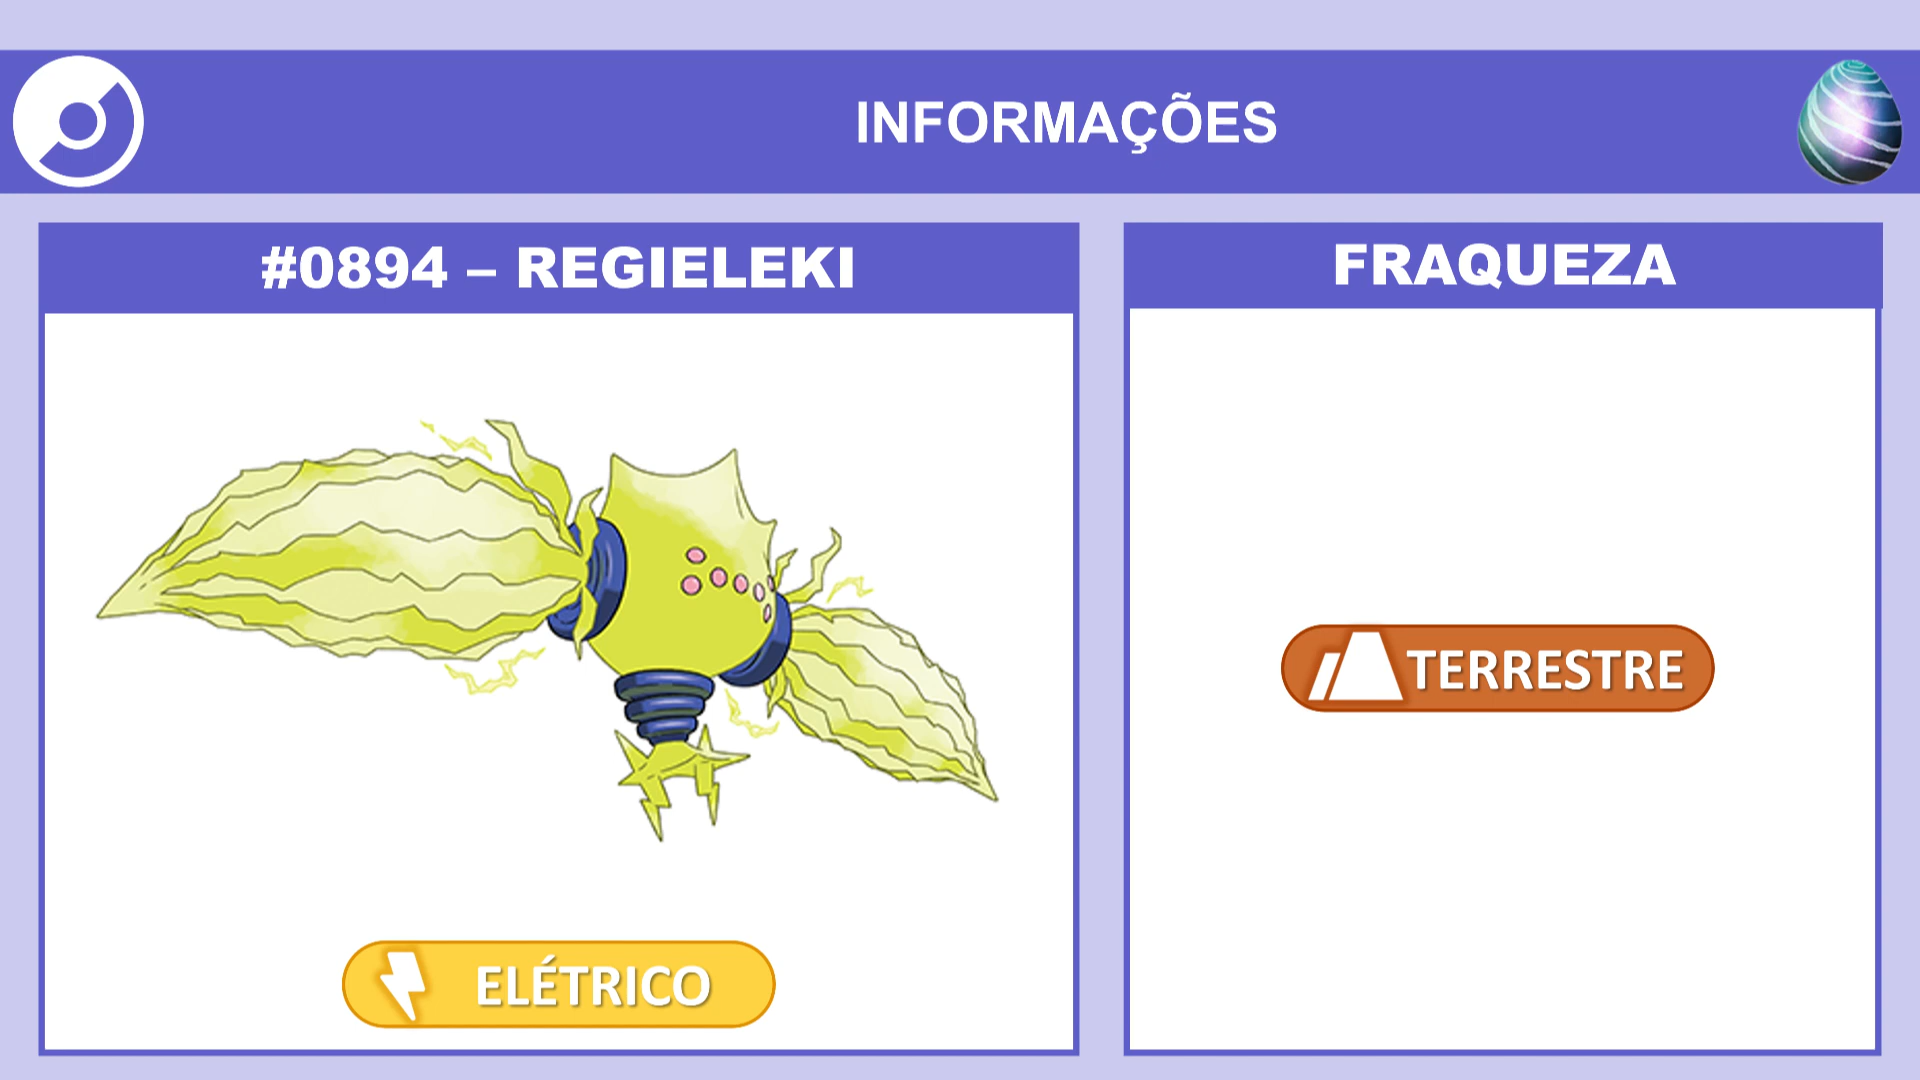 INFORMAÇÕES
#0894 – REGIELEKI
FRAQUEZA
TERRESTRE
ELÉTRICO